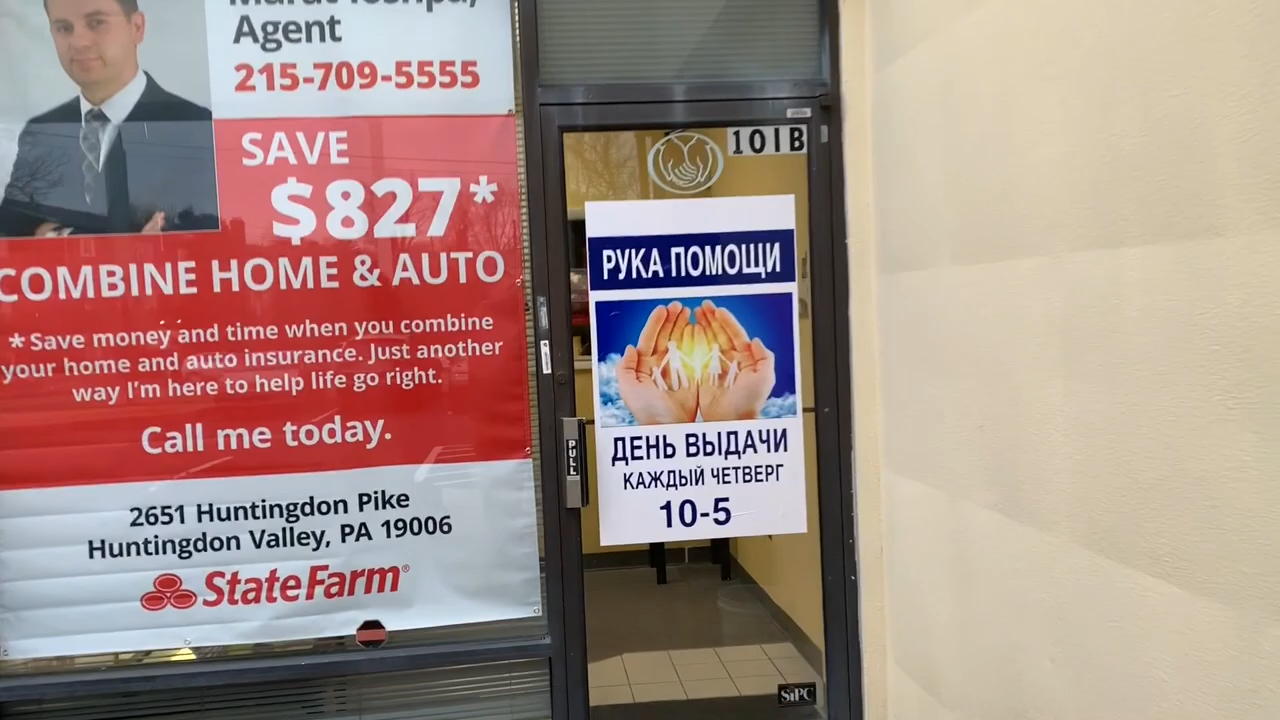 Agent
215-709-5555
SAVE
$827*
COMBINE HOME & AUTO
*Save money and time when you combine
your home and auto insurance. Just another
way I'm here to help life go right.
Call me today.
2651 Huntingdon Pike
Huntingdon Valley, PA 19006
StateFarm®
101B
РУКА ПОМОЩИ
ДЕНЬ ВЫДАЧИ
КАЖДЫЙ ЧЕТВЕРГ
10-5
PULL
SiPC